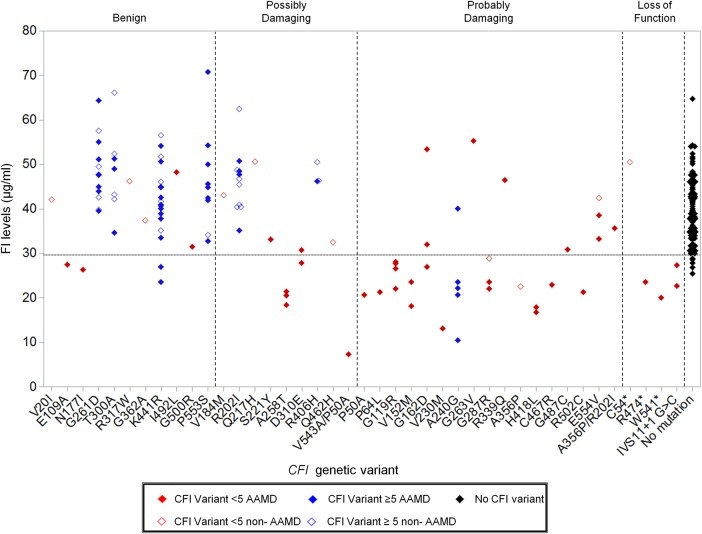 Benign
Possibly
Damaging
Probably
Damaging
Loss of
Function
FI levels (µg/ml)
80
70
60
50
40
30
20
10
0
V20I
E109A
N177I
G261D
T300A
R317W
G362A
K441R
I492L
G500R
P553S
V184M
R202I
Q217H
S221Y
A258T
D310E
R406H
Q462H
V543A/P50A
P50A
P64L
G119R
V152M
G162D
V230M
A240G
G263V
G287R
R339Q
A356P
H418L
C467R
G487C
R502C
E554V
A356P/R202I
C54*
R474*
W541*
IVS11+1 G>C
No mutation
CFI genetic variant
CFI Variant <5 AAMD
CFI Variant ≥5 AAMD
No CFI variant
CFI Variant <5 non- AAMD)
CFI Variant ≥ 5 non- AAMD)